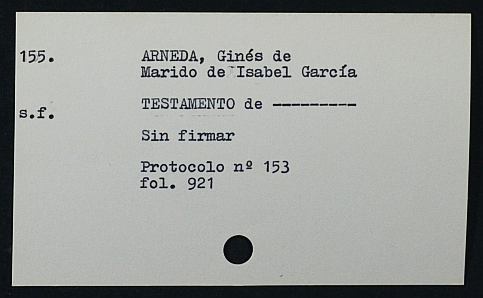 155. ARNEDA, Ginés de
Marido de Isabel García
s.f. TESTAMENTO de ---------
Sin firmar
Protocolo nº 153
fol. 921